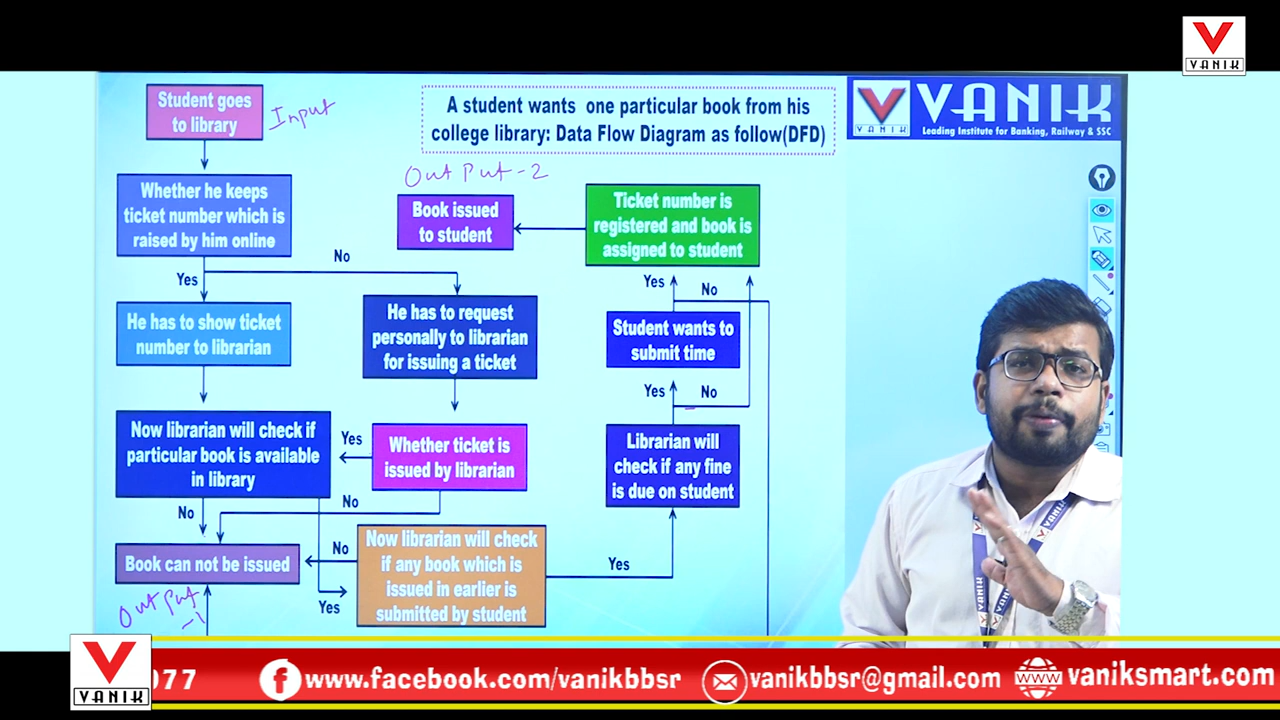 VANIK
Student goes
to library
Input
A student wants one particular book from his
college library: Data Flow Diagram as follow(DFD)
VANIK
VANIK
Leading Institute for Banking, Railway & SSC
Whether he keeps
ticket number which is
raised by him online
Output-2
Book issued
to student
Ticket number is
registered and book is
assigned to student
No
Yes
Yes
No
He has to show ticket
number to librarian
He has to request
personally to librarian
for issuing a ticket
Student wants to
submit time
Yes
No
Now librarian will check if
particular book is available
in library
Yes
Whether ticket is
issued by librarian
Librarian will
check if any fine
is due on student
No
No
Book can not be issued
No
Now librarian will check
if any book which is
issued in earlier is
submitted by student
Yes
Yes
Output
-1
VANIK
077
www.facebook.com/vanikbbsr
vanikbbsr@gmail.com
www
vaniksmart.com